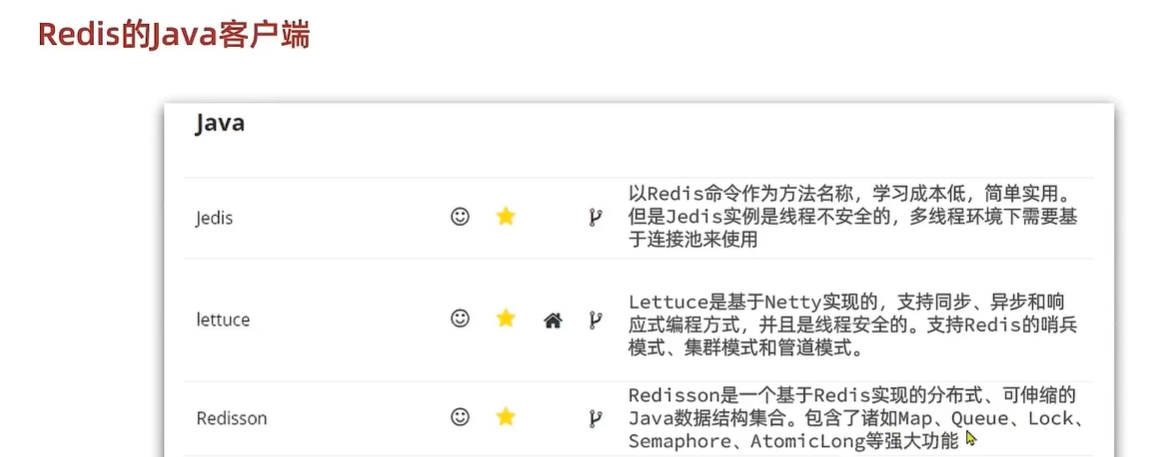 Redis的Java客户端
Java
Jedis
以Redis命令作为方法名称，学习成本低，简单实用。
但是Jedis实例是线程不安全的，多线程环境下需要基
于连接池来使用
lettuce
Lettuce是基于Netty实现的，支持同步、异步和响
应式编程方式，并且是线程安全的。支持Redis的哨兵
模式、集群模式和管道模式。
Redisson
Redisson是一个基于Redis实现的分布式、可伸缩的
Java数据结构集合。包含了诸如Map、Queue、Lock、
Semaphore、AtomicLong等强大功能